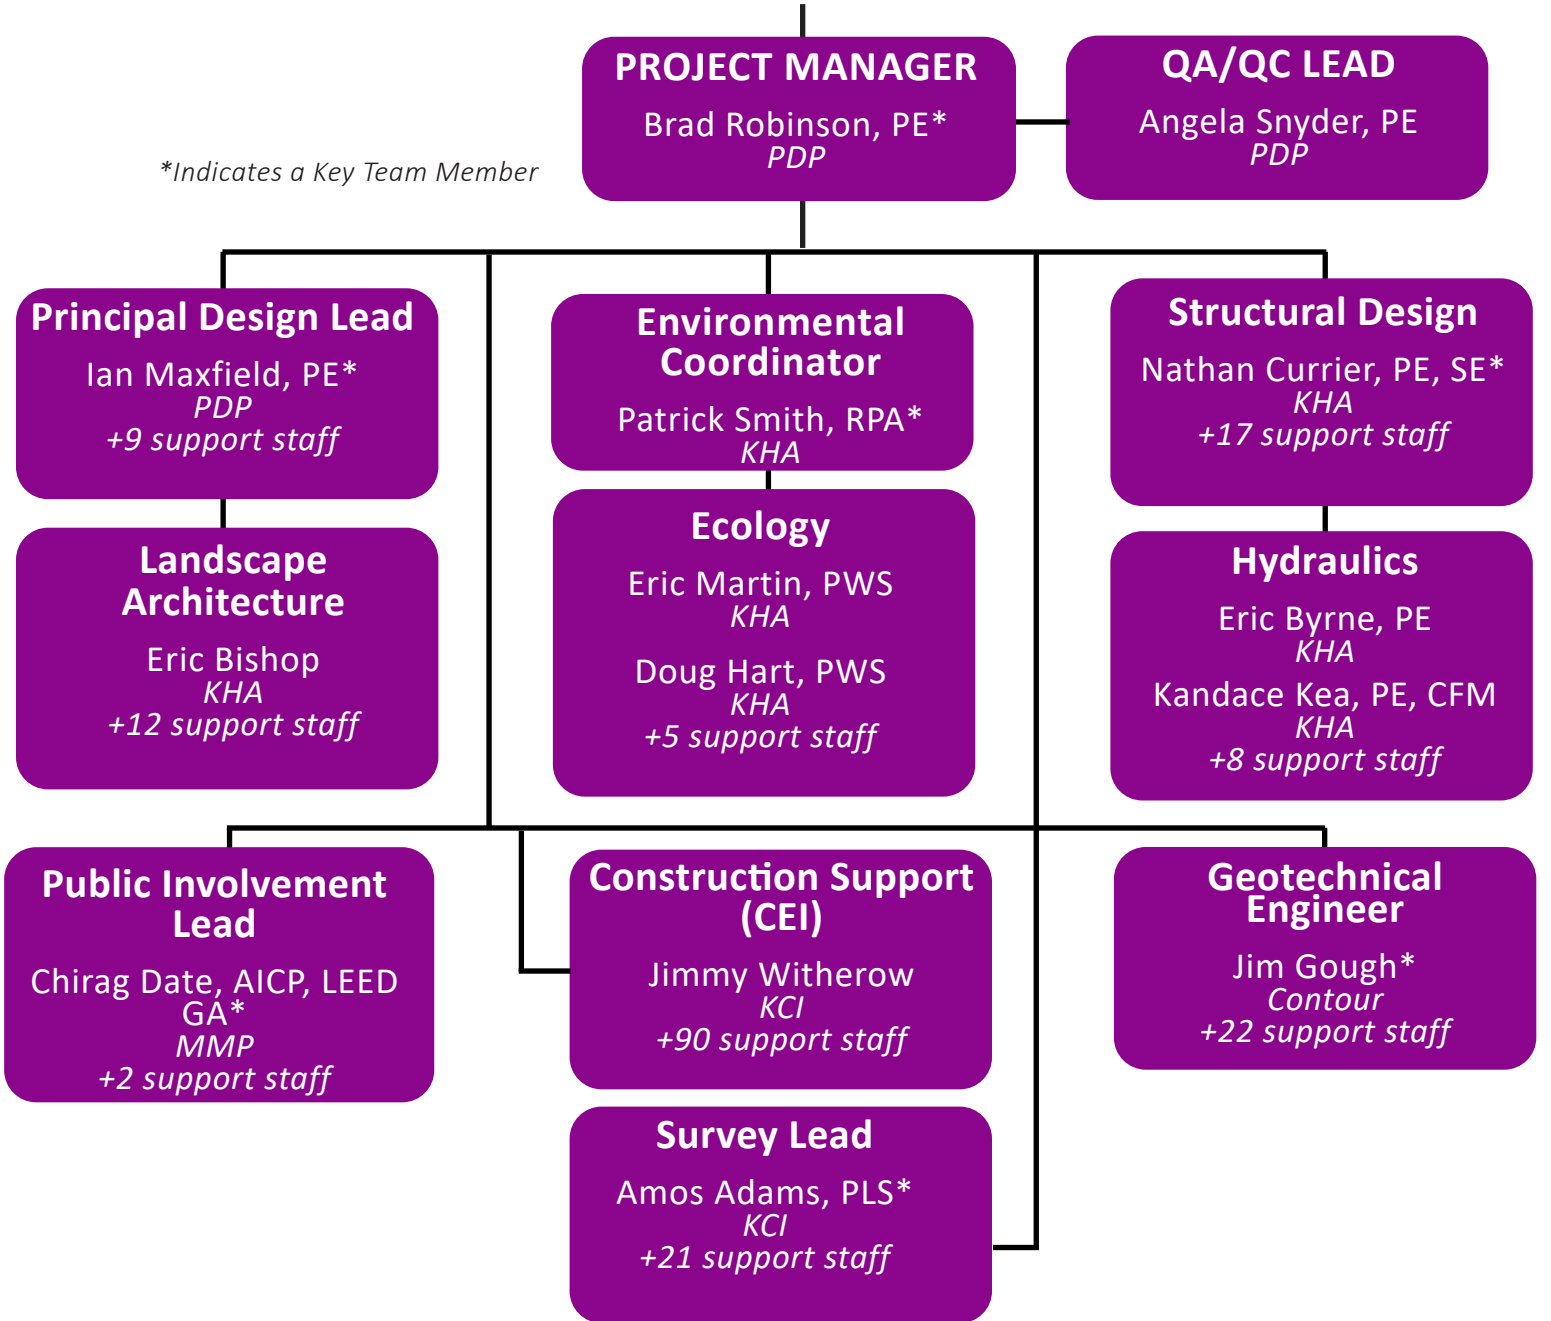 PROJECT MANAGER
Brad Robinson, PE*
PDP
QA/QC LEAD
Angela Snyder, PE
PDP
*Indicates a Key Team Member
Principal Design Lead
Ian Maxfield, PE*
PDP
+9 support staff
Environmental
Coordinator
Patrick Smith, RPA*
KHA
Structural Design
Nathan Currier, PE, SE*
KHA
+17 support staff
Landscape
Architecture
Eric Bishop
KHA
+12 support staff
Ecology
Eric Martin, PWS
KHA
Doug Hart, PWS
KHA
+5 support staff
Hydraulics
Eric Byrne, PE
KHA
Kandace Kea, PE, CFM
KHA
+8 support staff
Public Involvement
Lead
Chirag Date, AICP, LEED
GA*
MMP
+2 support staff
Construction Support
(CEI)
Jimmy Witherow
KCI
+90 support staff
Geotechnical
Engineer
Jim Gough*
Contour
+22 support staff
Survey Lead
Amos Adams, PLS*
KCI
+21 support staff